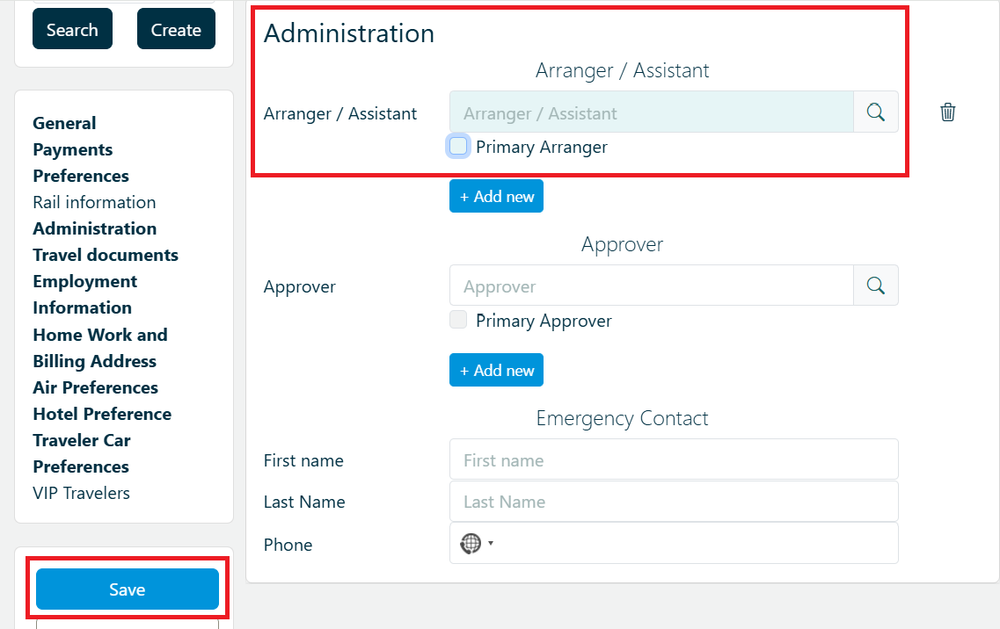 Search
Create
General
Payments
Preferences
Rail information
Administration
Travel documents
Employment
Information
Home Work and
Billing Address
Air Preferences
Hotel Preference
Traveler Car
Preferences
VIP Travelers
Save
Administration
Arranger / Assistant
Arranger / Assistant
Arranger / Assistant
Primary Arranger
+ Add new
Approver
Approver
Approver
Primary Approver
+ Add new
Emergency Contact
First name
First name
Last Name
Last Name
Phone